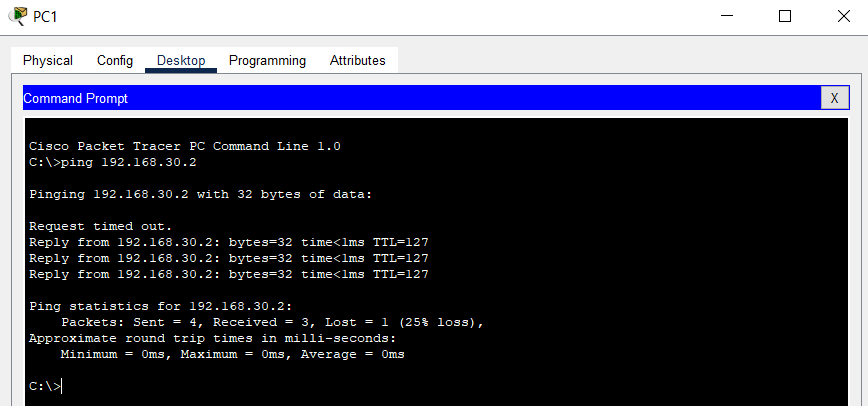 PC1
Physical Config Desktop Programming Attributes
Command Prompt X
Cisco Packet Tracer PC Command Line 1.0
C:\>ping 192.168.30.2
Pinging 192.168.30.2 with 32 bytes of data:
Request timed out.
Reply from 192.168.30.2: bytes=32 time<1ms TTL=127
Reply from 192.168.30.2: bytes=32 time<1ms TTL=127
Reply from 192.168.30.2: bytes=32 time<1ms TTL=127
Ping statistics for 192.168.30.2:
    Packets: Sent = 4, Received = 3, Lost = 1 (25% loss),
Approximate round trip times in milli-seconds:
    Minimum = 0ms, Maximum = 0ms, Average = 0ms
C:\>